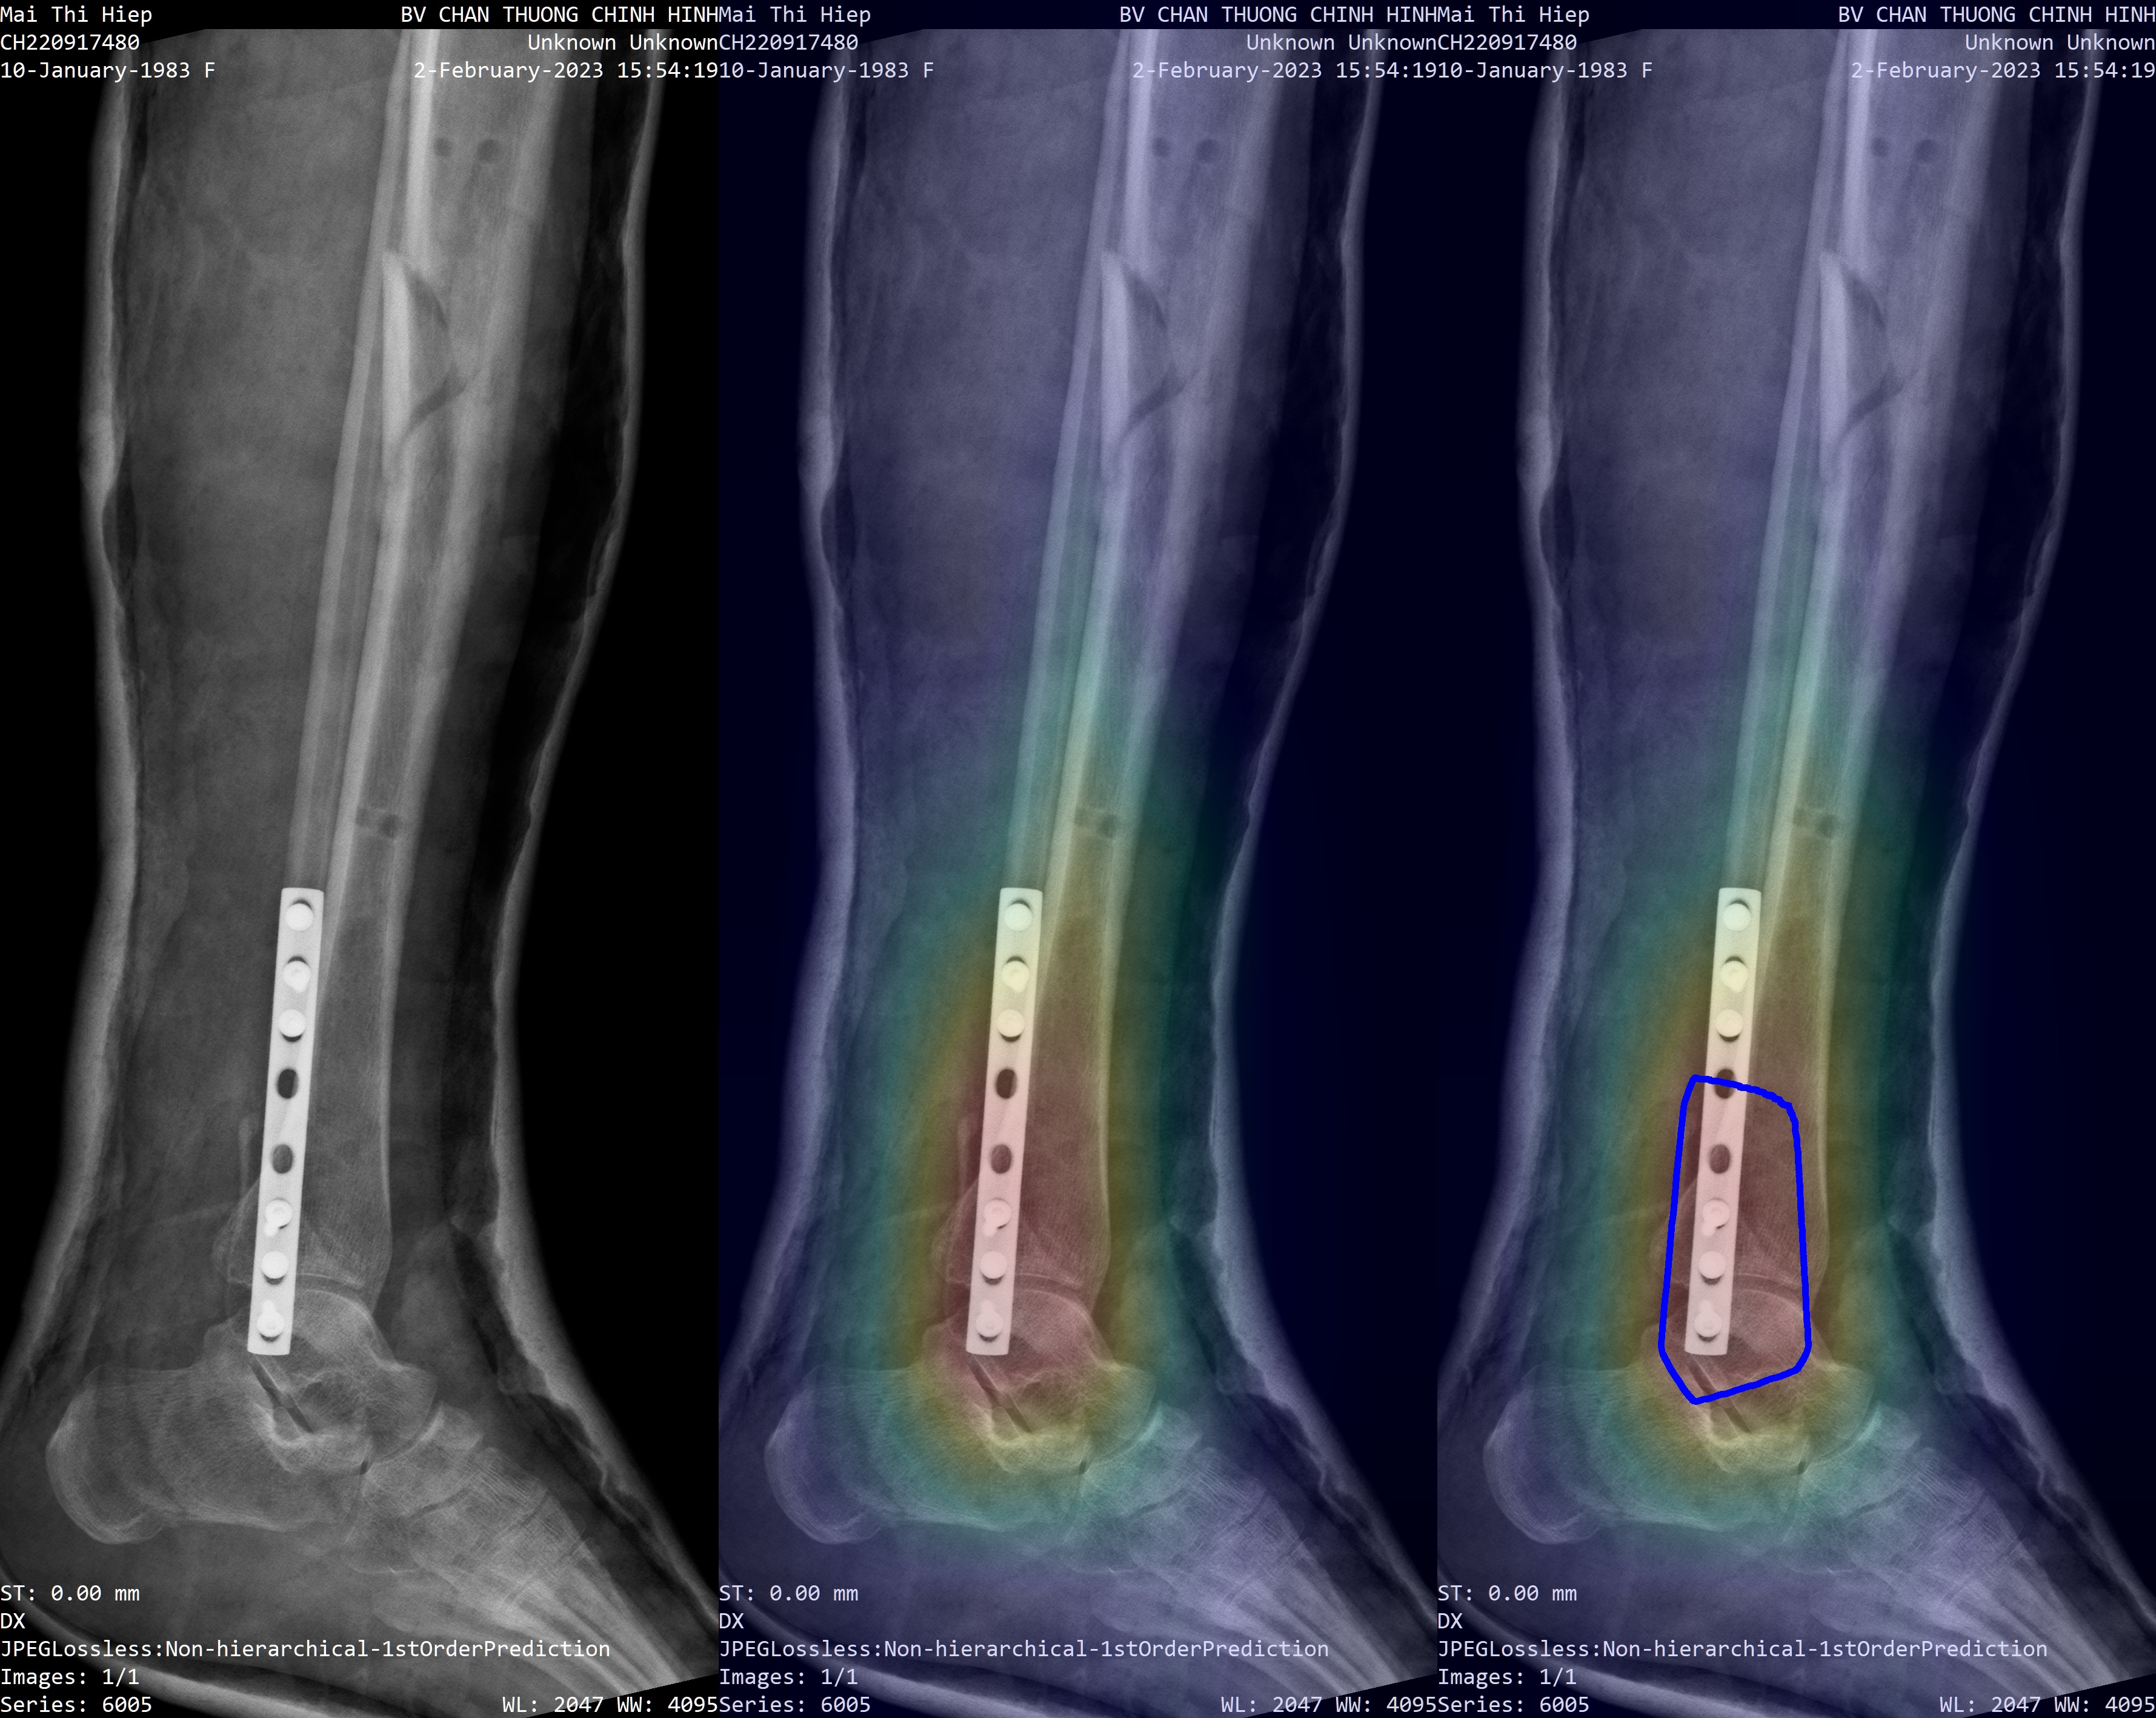 Mai Thi Hiep BV CHAN THUONG CHINH HINH
CH220917480 Unknown Unknown
10-January-1983 F 2-February-2023 15:54:19
ST: 0.00 mm
DX
JPEGLossless:Non-hierarchical-1stOrderPrediction
Images: 1/1
Series: 6005 WL: 2047 WW: 4095
Mai Thi Hiep BV CHAN THUONG CHINH HINH
CH220917480 Unknown Unknown
10-January-1983 F 2-February-2023 15:54:19
ST: 0.00 mm
DX
JPEGLossless:Non-hierarchical-1stOrderPrediction
Images: 1/1
Series: 6005 WL: 2047 WW: 4095
Mai Thi Hiep BV CHAN THUONG CHINH HINH
CH220917480 Unknown Unknown
10-January-1983 F 2-February-2023 15:54:19
ST: 0.00 mm
DX
JPEGLossless:Non-hierarchical-1stOrderPrediction
Images: 1/1
Series: 6005 WL: 2047 WW: 4095